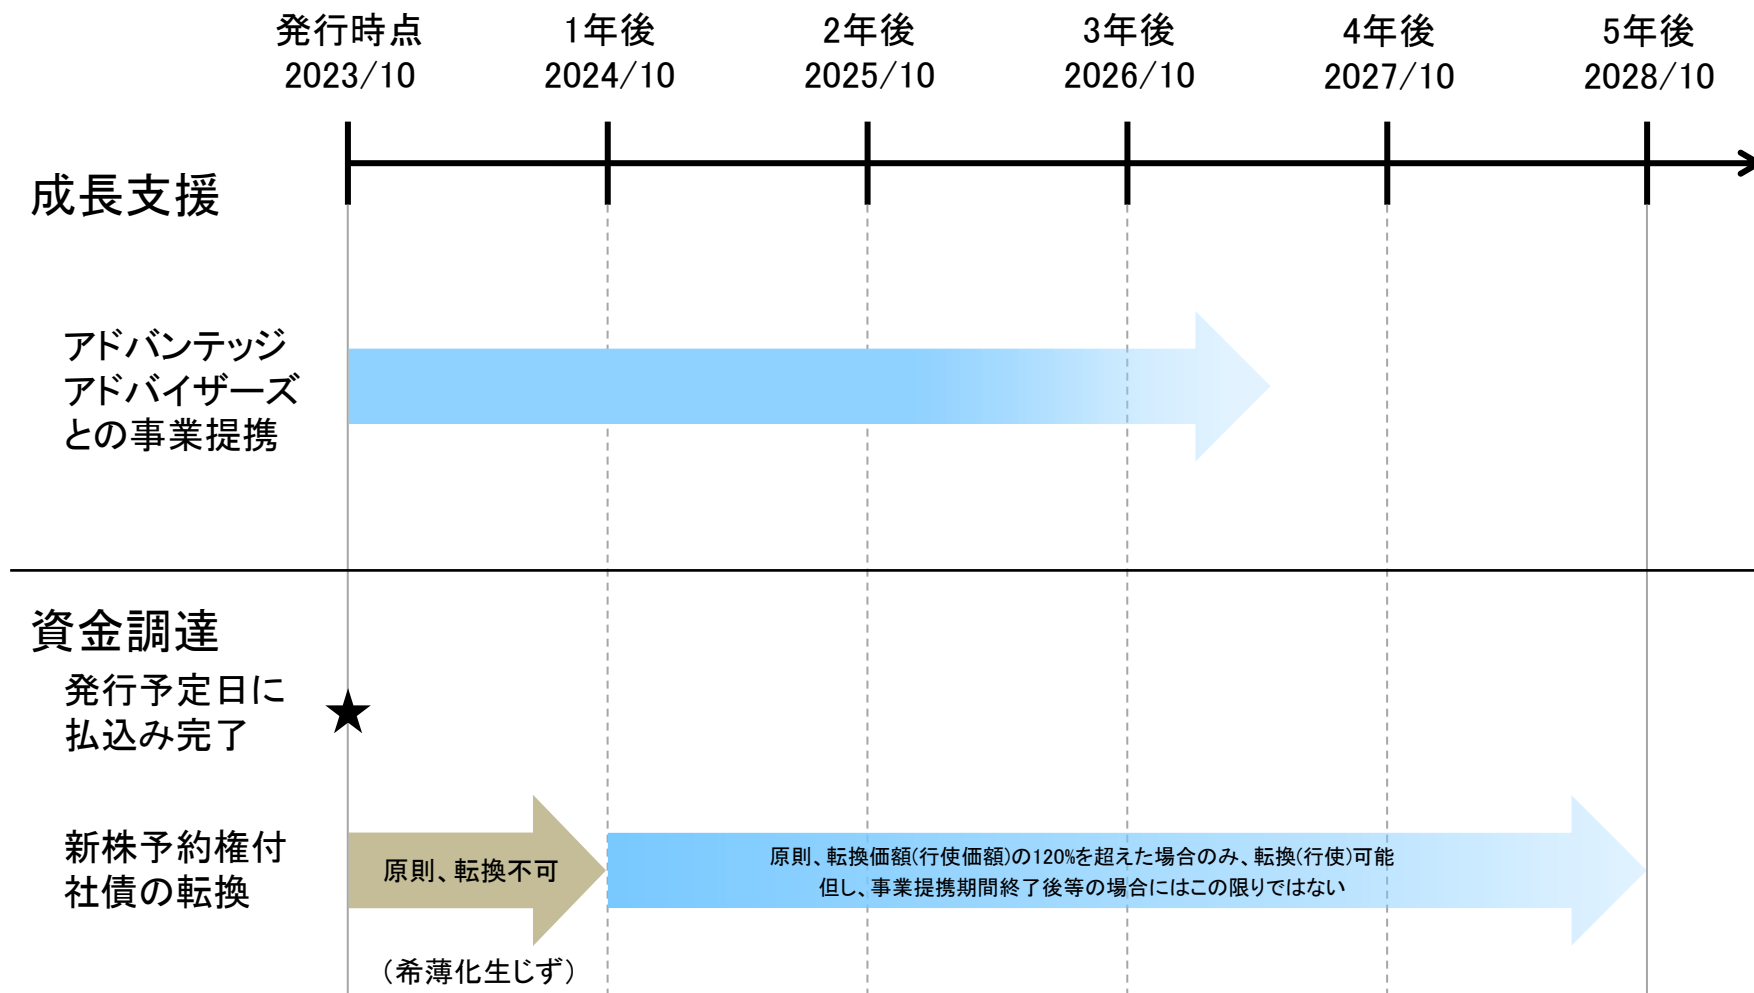 発行時点
2023/10
1年後
2024/10
2年後
2025/10
3年後
2026/10
4年後
2027/10
5年後
2028/10
成長支援
アドバンテッジ
アドバイザーズ
との事業提携
資金調達
発行予定日に
払込み完了
★
新株予約権付
社債の転換
原則、転換不可
原則、転換価額(行使価額)の120%を超えた場合のみ、転換(行使)可能
但し、事業提携期間終了後等の場合にはこの限りではない
（希薄化生じず）